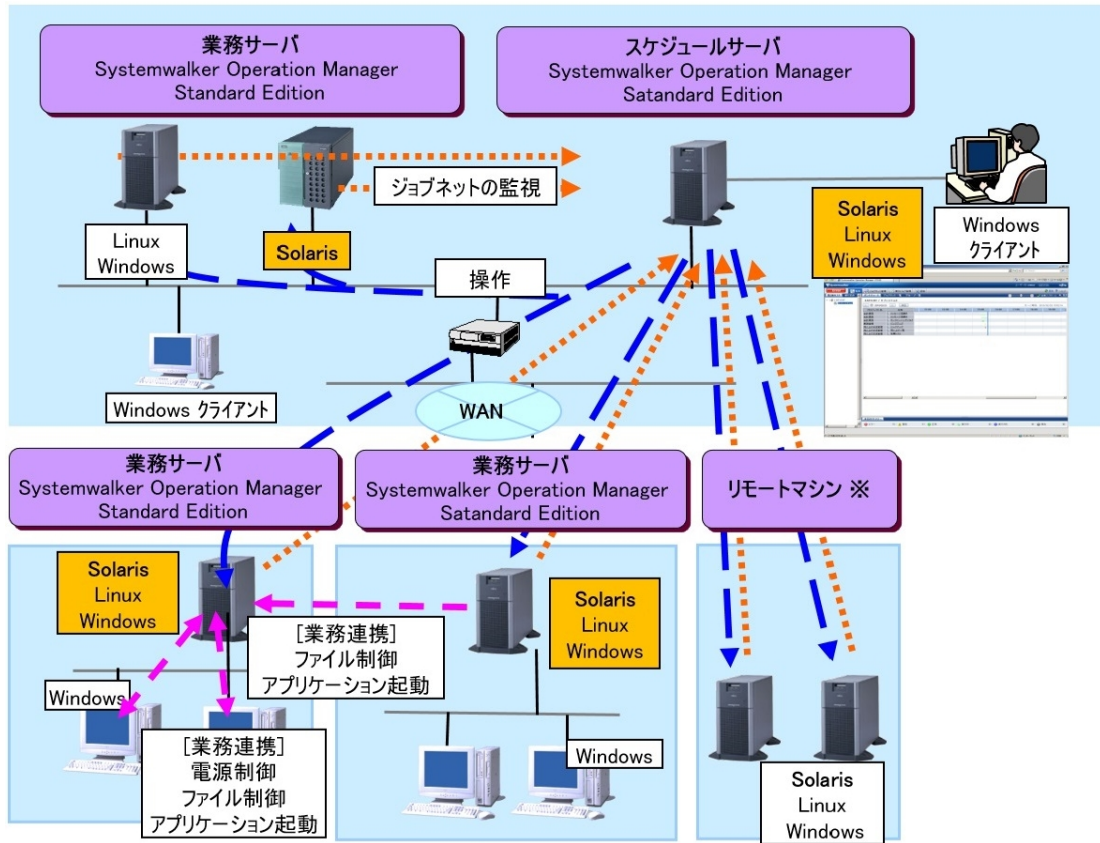 業務サーバ
Systemwalker Operation Manager
Standard Edition
スケジュールサーバ
Systemwalker Operation Manager
Satandard Edition
ジョブネットの監視
Linux
Windows
Solaris
操作
Solaris
Linux
Windows
Windows
クライアント
Windows クライアント
WAN
業務サーバ
Systemwalker Operation Manager
Standard Edition
業務サーバ
Systemwalker Operation Manager
Satandard Edition
リモートマシン ※
Solaris
Linux
Windows
[業務連携]
ファイル制御
アプリケーション起動
Solaris
Linux
Windows
Windows
[業務連携]
電源制御
ファイル制御
アプリケーション起動
Windows
Solaris
Linux
Windows